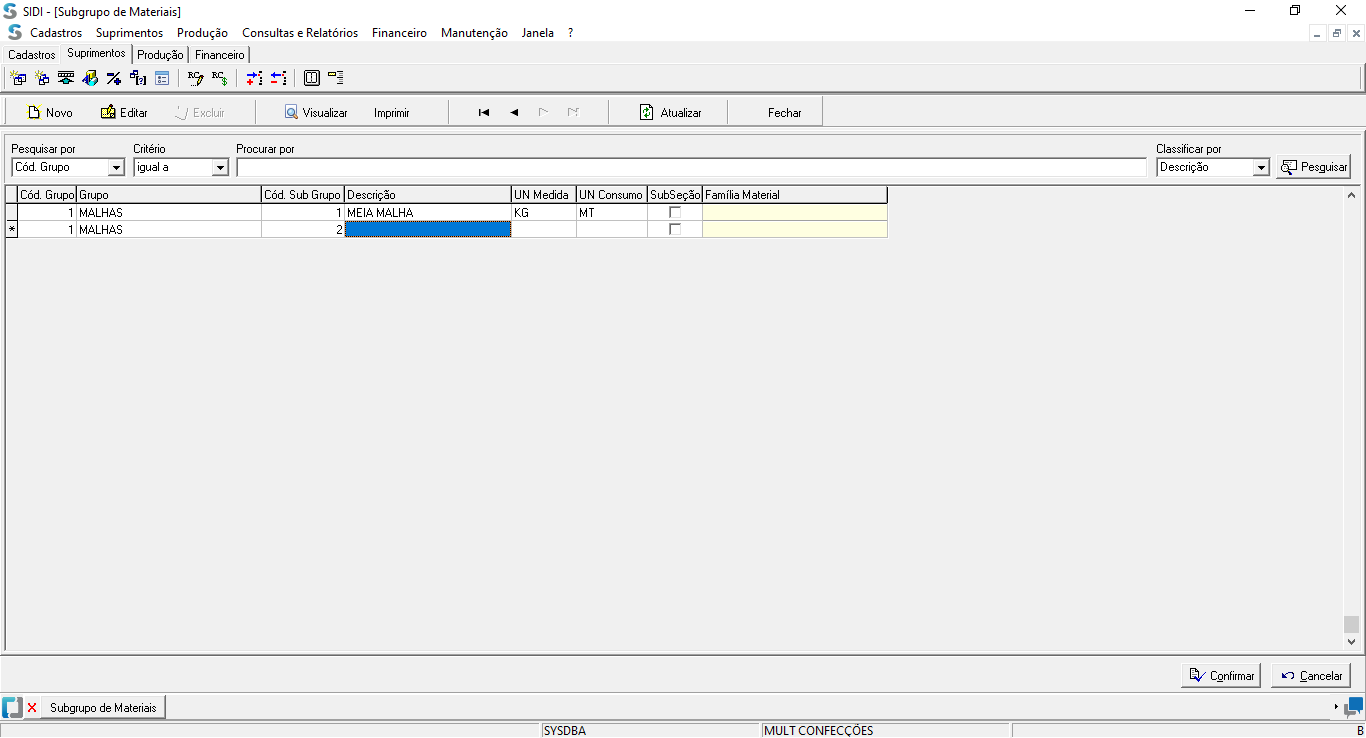 SIDI - [Subgrupo de Materiais]
Cadastros Suprimentos Produção Consultas e Relatórios Financeiro Manutenção Janela ?
Cadastros Suprimentos Produção Financeiro
Novo Editar Excluir Visualizar Imprimir Atualizar Fechar
Pesquisar por Critério Procurar por Classificar por
Cód. Grupo igual a Descrição Pesquisar
Cód. Grupo Grupo Cód. Sub Grupo Descrição UN Medida UN Consumo SubSeção Família Material
1 MALHAS 1 MEIA MALHA KG MT
* 1 MALHAS 2
Confirmar Cancelar
Subgrupo de Materiais
SYSDBA MULT CONFECÇÕES B